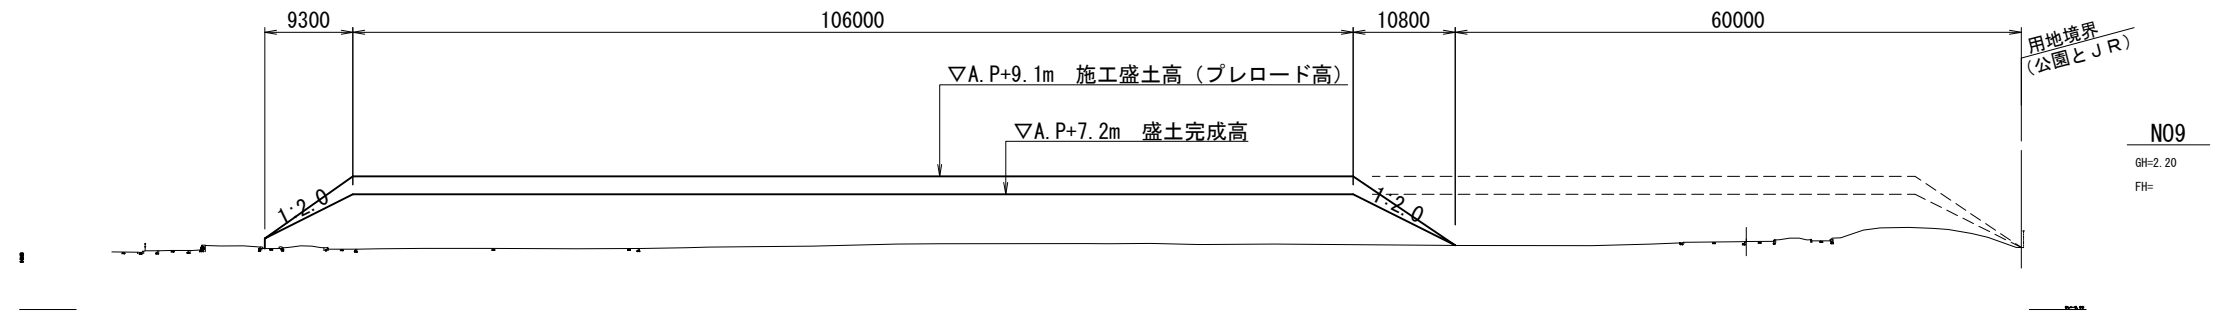 9300
106000
10800
60000
用地境界
(公園とJR)
▽A.P+9.1m 施工盛土高(プレロード高)
▽A.P+7.2m 盛土完成高
NO9
GH=2.20
FH=
1:2.0
1:2.0